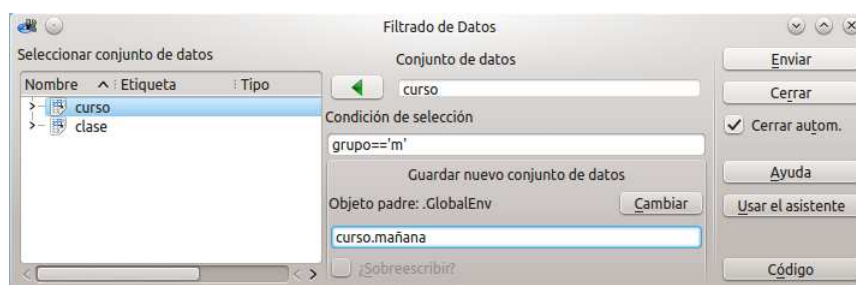 Filtrado de Datos
Seleccionar conjunto de datos
Nombre Etiqueta Tipo
curso
clase
Conjunto de datos
curso
Condición de selección
grupo=='m'
Guardar nuevo conjunto de datos
Objeto padre: .GlobalEnv Cambiar
curso.mañana
¿Sobreescribir?
Enviar
Cerrar
Cerrar autom.
Ayuda
Usar el asistente
Código